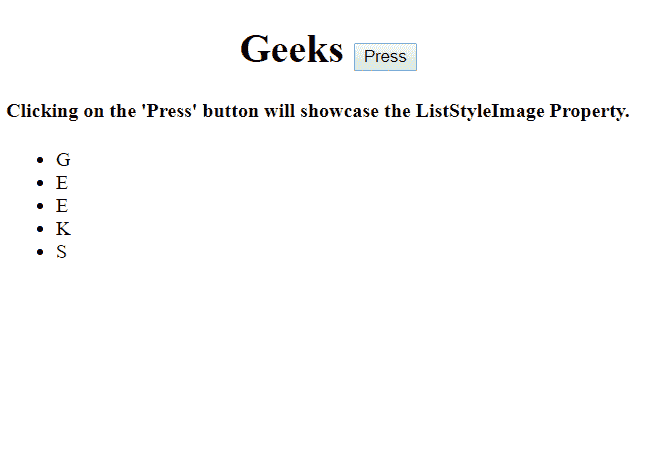 Geeks Press
Clicking on the 'Press' button will showcase the ListStyleImage Property.
G
E
E
K
S